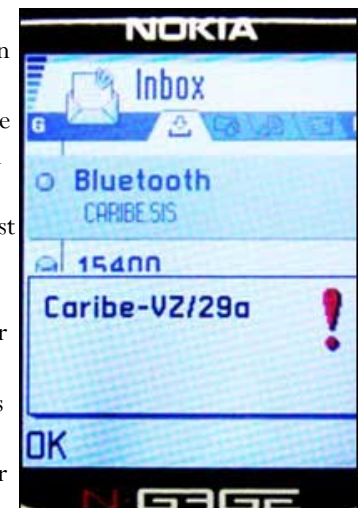 NOKIA
Inbox
G
Bluetooth
CARIBE.SIS
15400
Caribe-VZ/29a
!
OK
N·GAGE